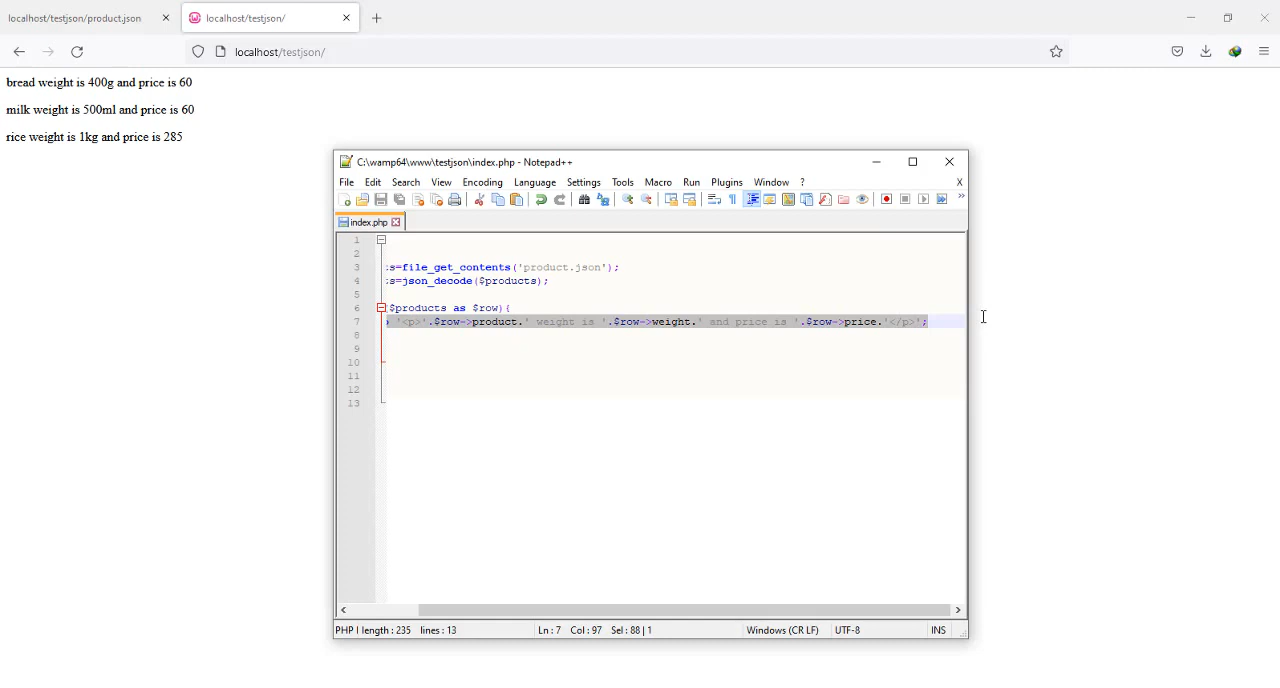 localhost/testjson/product.json
localhost/testjson/
localhost/testjson/
bread weight is 400g and price is 60
milk weight is 500ml and price is 60
rice weight is 1kg and price is 285
C:\wamp64\www\testjson\index.php - Notepad++
File Edit Search View Encoding Language Settings Tools Macro Run Plugins Window ? X
index.php
1
2
3 :s=file_get_contents('product.json');
4 :s=json_decode($products);
5
6 $products as $row){
7 '<p>'.$row->product.' weight is '.$row->weight.' and price is '.$row->price.'</p>';
8
9
10
11
12
13
PHP | length : 235 lines : 13 Ln : 7 Col : 97 Sel : 88 | 1 Windows (CR LF) UTF-8 INS